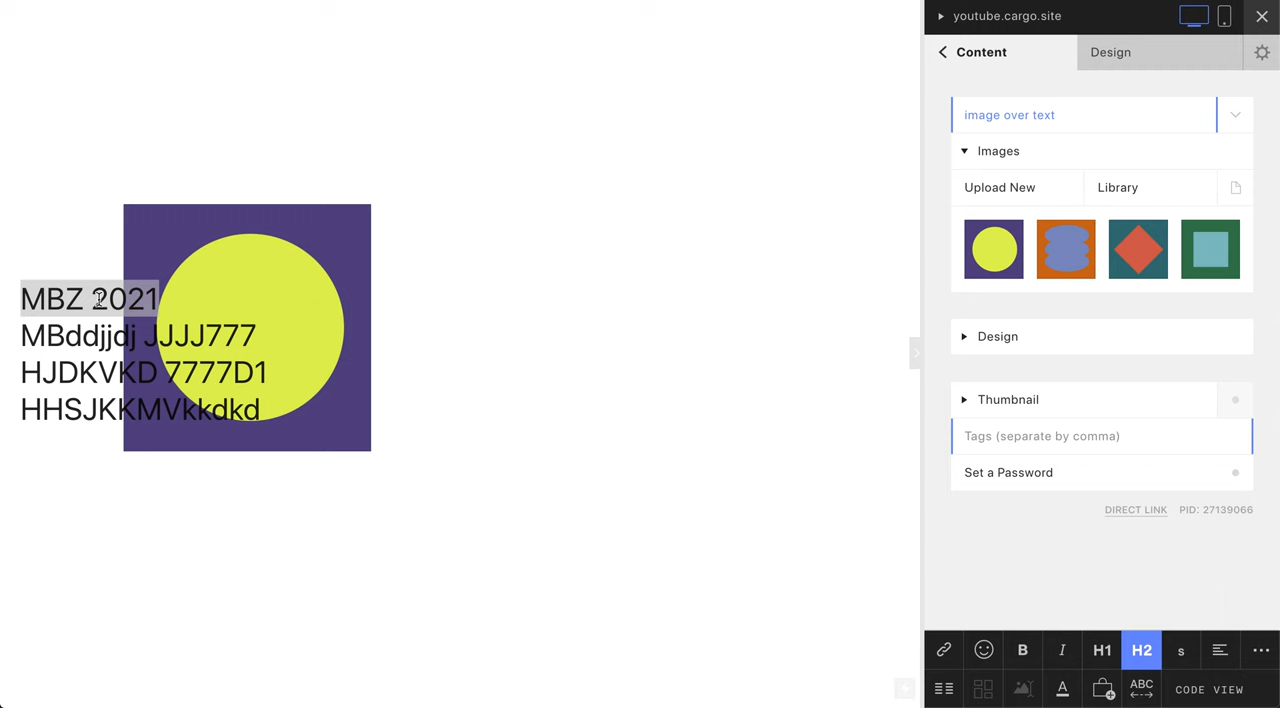 youtube.cargo.site
Content
Design
image over text
Images
Upload New
Library
Design
Thumbnail
Tags (separate by comma)
Set a Password
DIRECT LINK PID: 27139066
MBZ 2021
MBddjjdj JJJJ777
HJDKVKD 7777D1
HHSJKKMVkkdkd
B I H1 H2 s
A ABC CODE VIEW